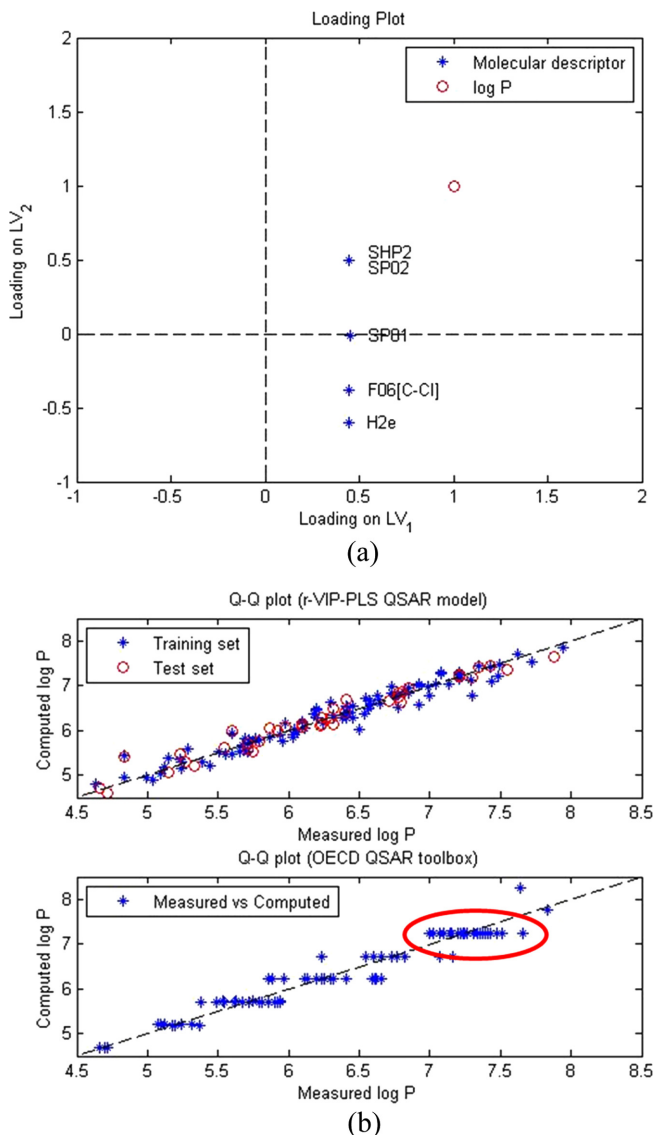 Loading Plot
2
1.5
1
0.5
0
-0.5
-1
Loading on LV2
Molecular descriptor
log P
SHP2
SP02
SP01
F06[C-Cl]
H2e
-1
-0.5
0
0.5
1
1.5
2
Loading on LV1
(a)
Q-Q plot (r-VIP-PLS QSAR model)
8
7
6
5
Computed log P
Training set
Test set
4.5
5
5.5
6
6.5
7
7.5
8
8.5
Measured log P
Q-Q plot (OECD QSAR toolbox)
8
7
6
5
Computed log P
Measured vs Computed
4.5
5
5.5
6
6.5
7
7.5
8
8.5
Measured log P
(b)